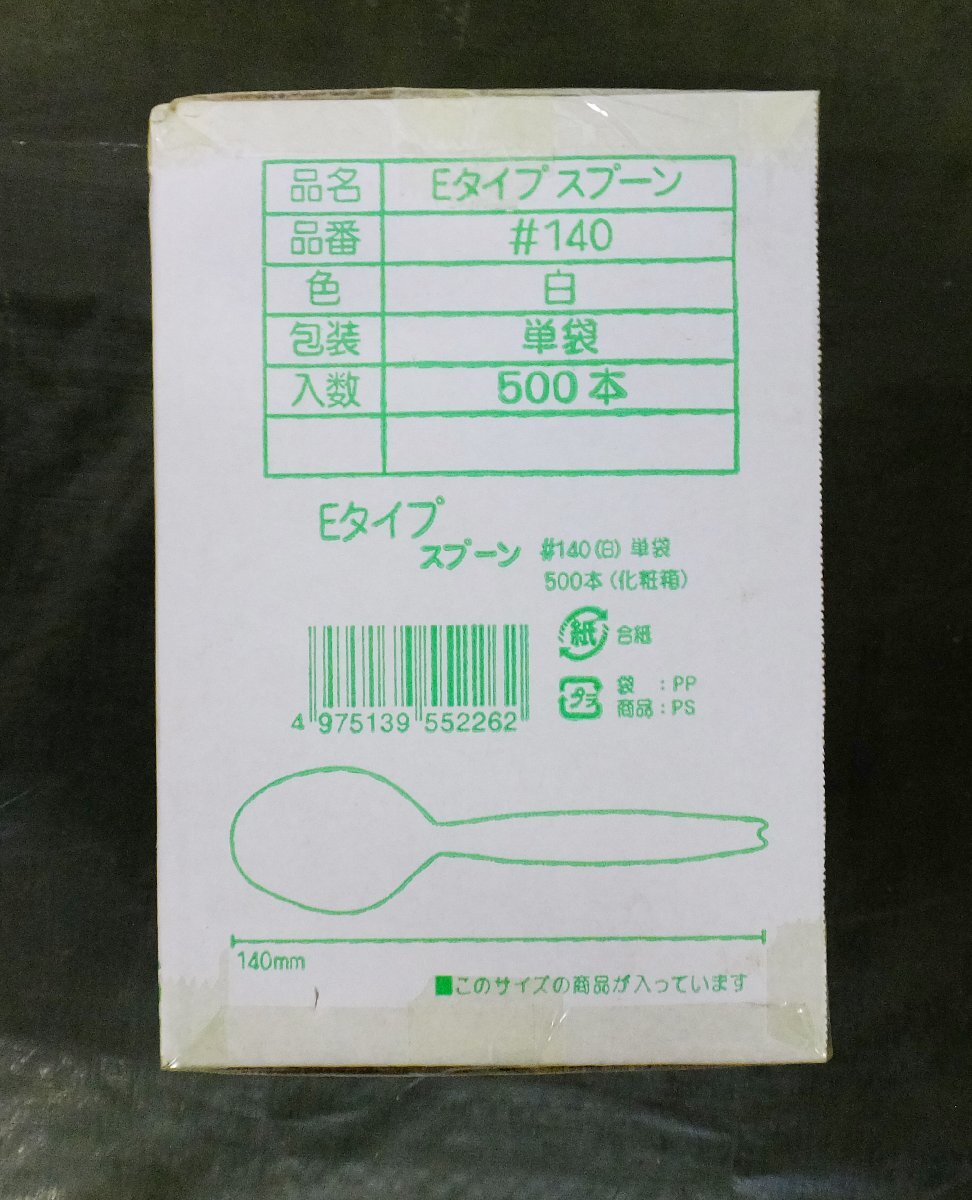 品名 Eタイプ スプーン
品番 #140
色 白
包装 単袋
入数 500本
Eタイプ
スプーン #140(白) 単袋
500本(化粧箱)
紙 台紙
プラ 袋 : PP
商品 : PS
4 975139 552262
140mm
■このサイズの商品が入っています